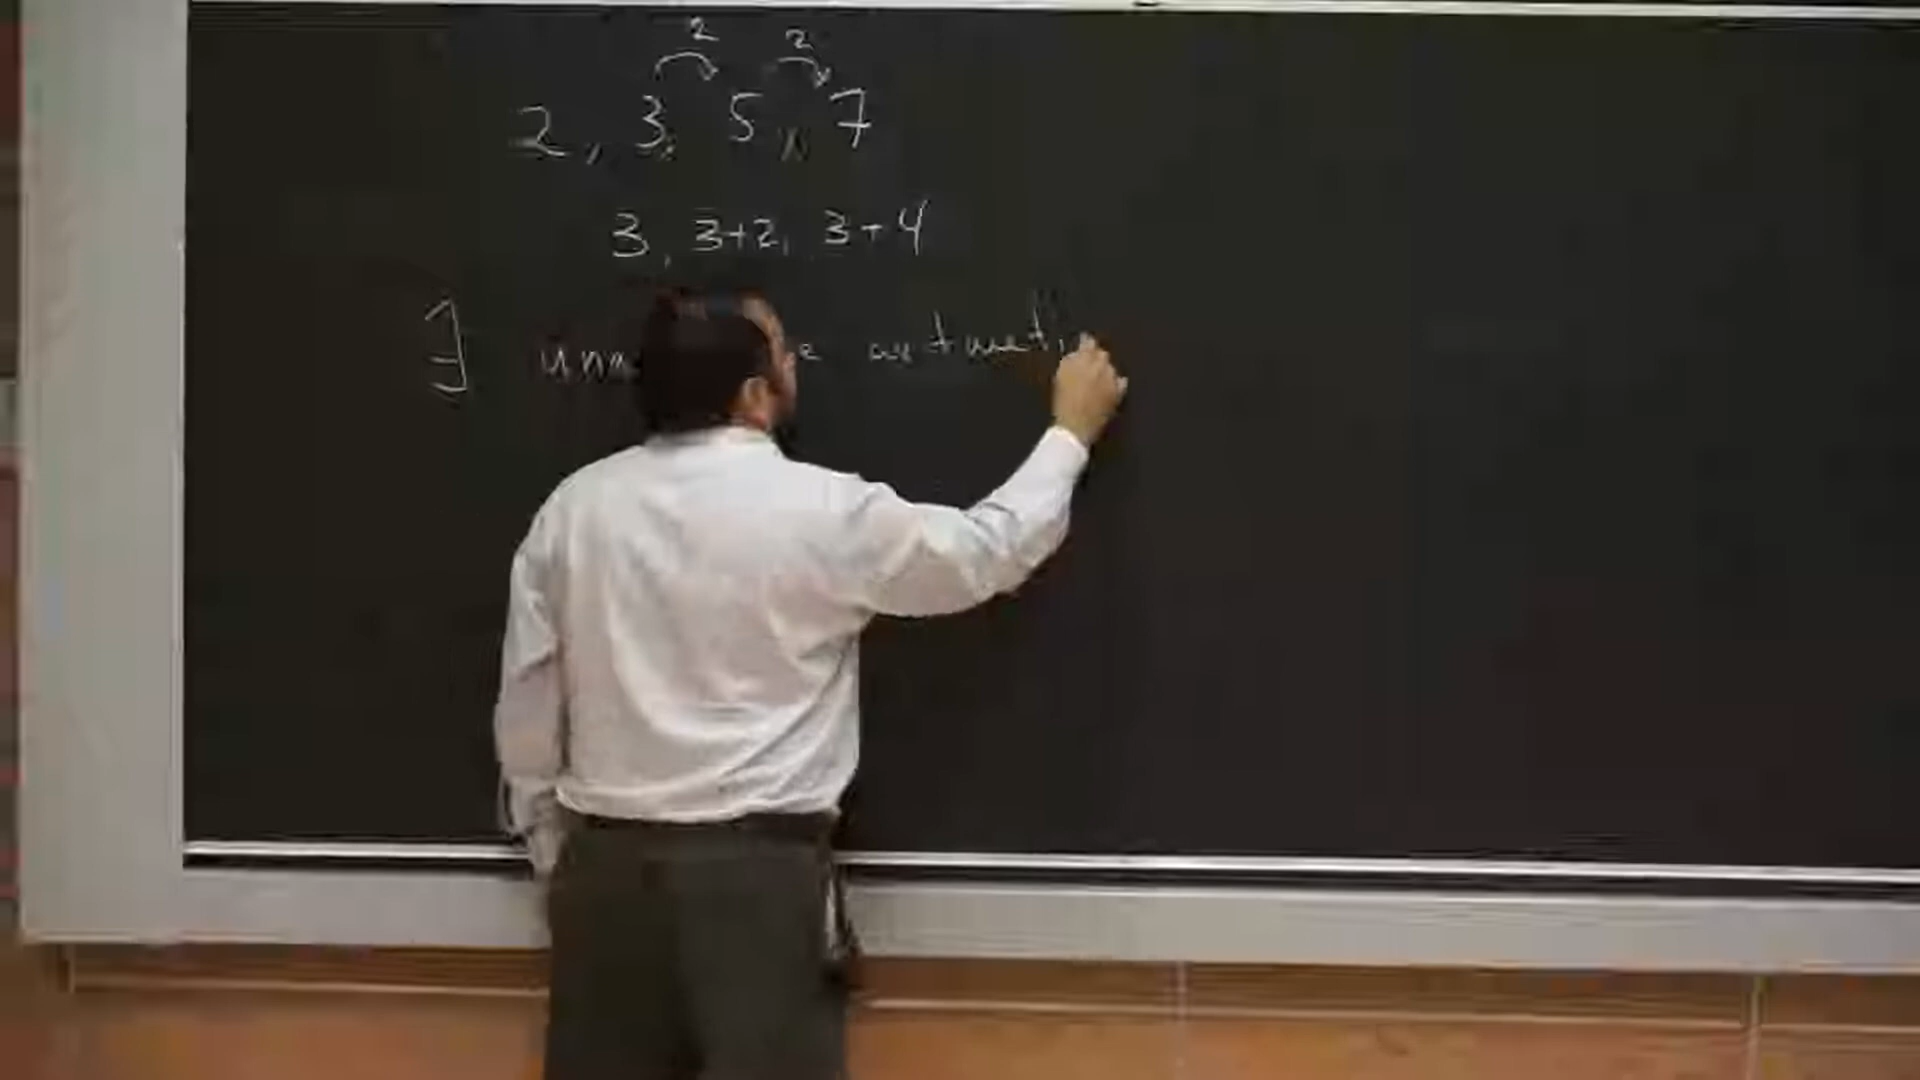 2 2
2, 3, 5, 7
3, 3+2, 3+4
∃